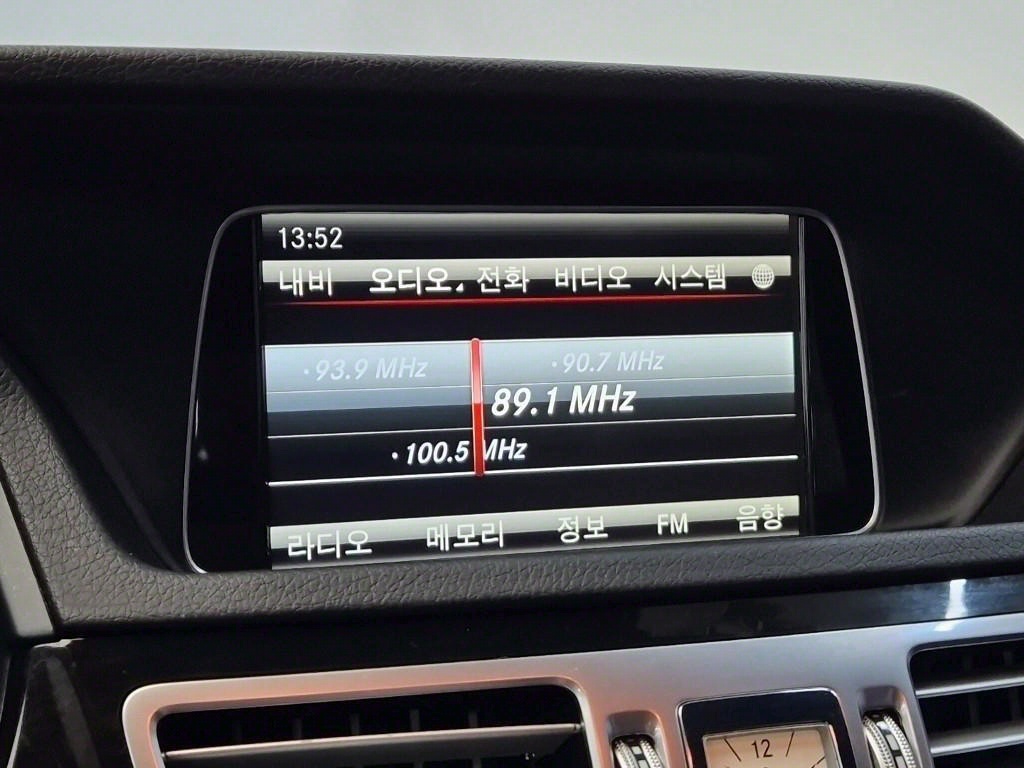 13:52
내비 오디오 전화 비디오 시스템
·93.9 MHz ·90.7 MHz
89.1 MHz
·100.5 MHz
라디오 메모리 정보 FM 음향
12